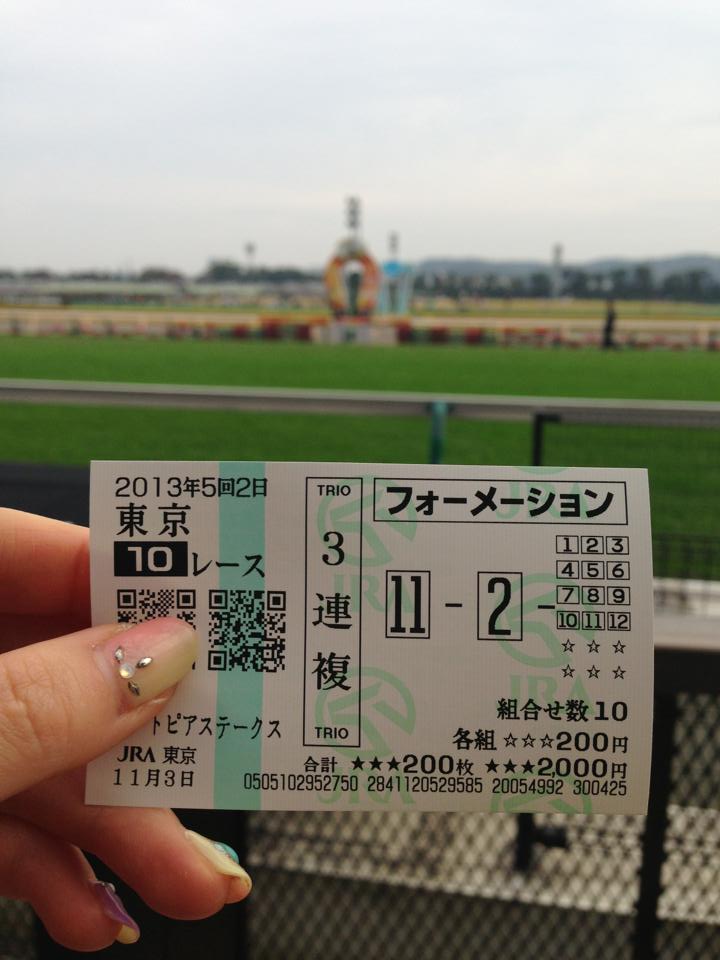 2013年5回2日
東京
10レース
トピアステークス
JRA 東京
11月3日
TRIO
3連複
TRIO
フォーメーション
11 - 2 -
1 2 3
4 5 6
7 8 9
10 11 12
☆ ☆ ☆
☆ ☆ ☆
組合せ数10
各組 ☆☆☆200円
合計 ★★★200枚 ★★★2,000円
0505102952750 2841120529585 20054992 300425